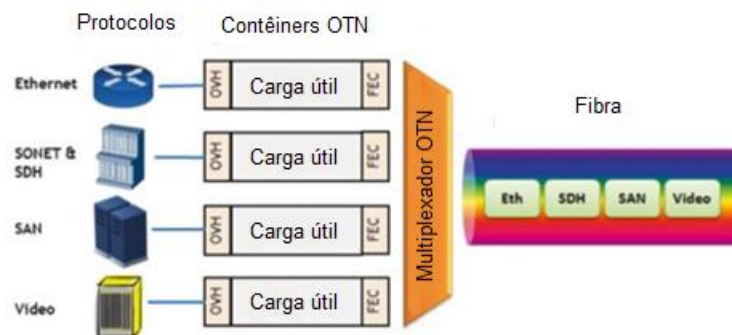 Protocolos
Contêiners OTN
Fibra
Ethernet
OVH
Carga útil
FEC
SONET &
SDH
OVH
Carga útil
FEC
SAN
OVH
Carga útil
FEC
Vídeo
OVH
Carga útil
FEC
Multiplexador OTN
Eth
SDH
SAN
Video